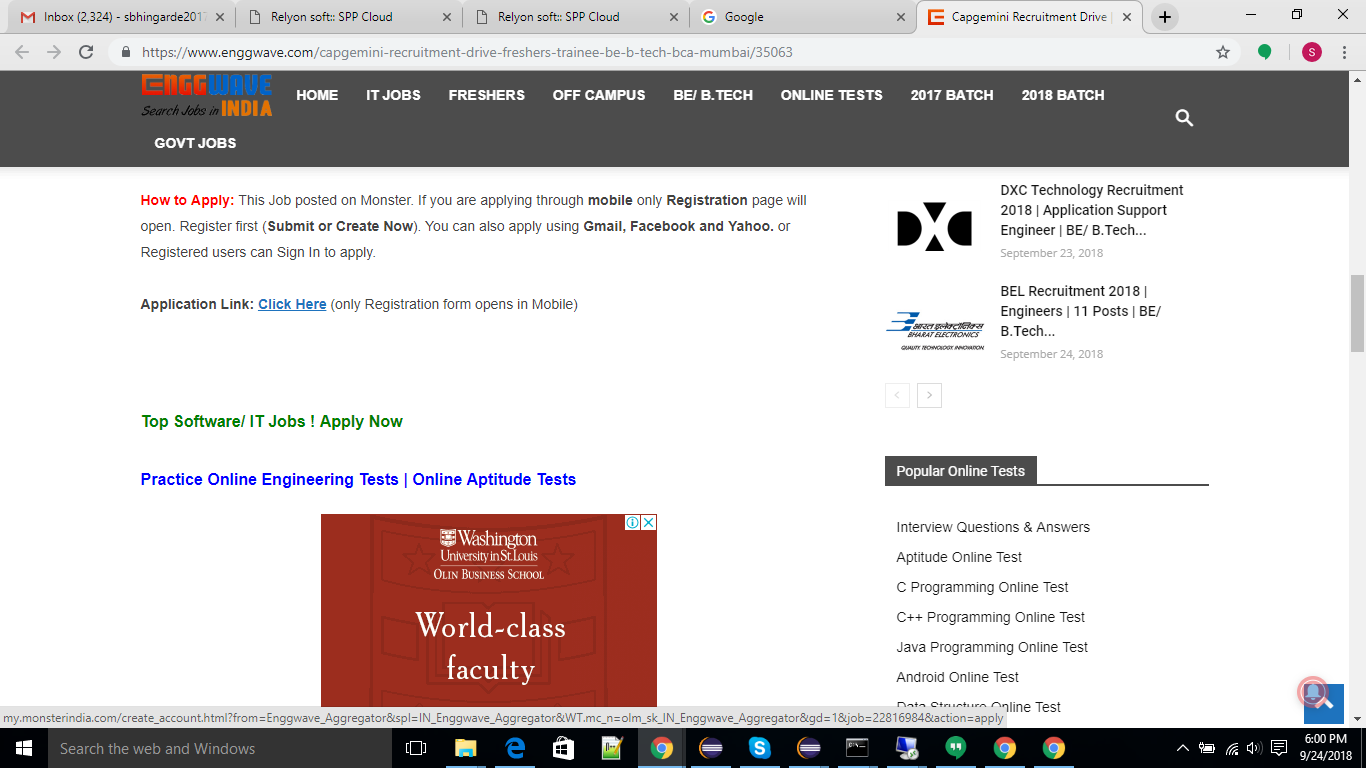 Inbox (2,324) - sbhingarde2017
Relyon soft:: SPP Cloud
Relyon soft:: SPP Cloud
Google
Capgemini Recruitment Drive |
https://www.enggwave.com/capgemini-recruitment-drive-freshers-trainee-be-b-tech-bca-mumbai/35063
S
ENGGWAVE
Search Jobs in INDIA
HOME IT JOBS FRESHERS OFF CAMPUS BE/ B.TECH ONLINE TESTS 2017 BATCH 2018 BATCH
GOVT JOBS
How to Apply: This Job posted on Monster. If you are applying through mobile only Registration page will
open. Register first (Submit or Create Now). You can also apply using Gmail, Facebook and Yahoo. or
Registered users can Sign In to apply.
Application Link: Click Here (only Registration form opens in Mobile)
Top Software/ IT Jobs ! Apply Now
Practice Online Engineering Tests | Online Aptitude Tests
Washington
University in St. Louis
OLIN BUSINESS SCHOOL
World-class
faculty
DXC Technology Recruitment
2018 | Application Support
Engineer | BE/ B.Tech...
September 23, 2018
भारत इलेक्ट्रॉनिक्स
BHARAT ELECTRONICS
QUALITY. TECHNOLOGY. INNOVATION.
BEL Recruitment 2018 |
Engineers | 11 Posts | BE/
B.Tech...
September 24, 2018
Popular Online Tests
Interview Questions & Answers
Aptitude Online Test
C Programming Online Test
C++ Programming Online Test
Java Programming Online Test
Android Online Test
Data Structure Online Test
my.monsterindia.com/create_account.html?from=Enggwave_Aggregator&spl=IN_Enggwave_Aggregator&WT.mc_n=olm_sk_IN_Enggwave_Aggregator&gd=1&job=22816984&action=apply
Search the web and Windows
6:00 PM
9/24/2018